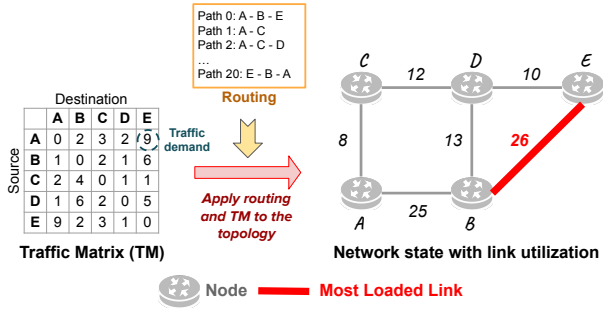 Path 0: A - B - E
Path 1: A - C
Path 2: A - C - D
...
Path 20: E - B - A
Routing
Destination
A B C D E
A 0 2 3 2 9
B 1 0 2 1 6
C 2 4 0 1 1
D 1 6 2 0 5
E 9 2 3 1 0
Source
Traffic
demand
Traffic Matrix (TM)
Apply routing
and TM to the
topology
C D E
12 10
8 13 26
A 25 B
Network state with link utilization
Node Most Loaded Link